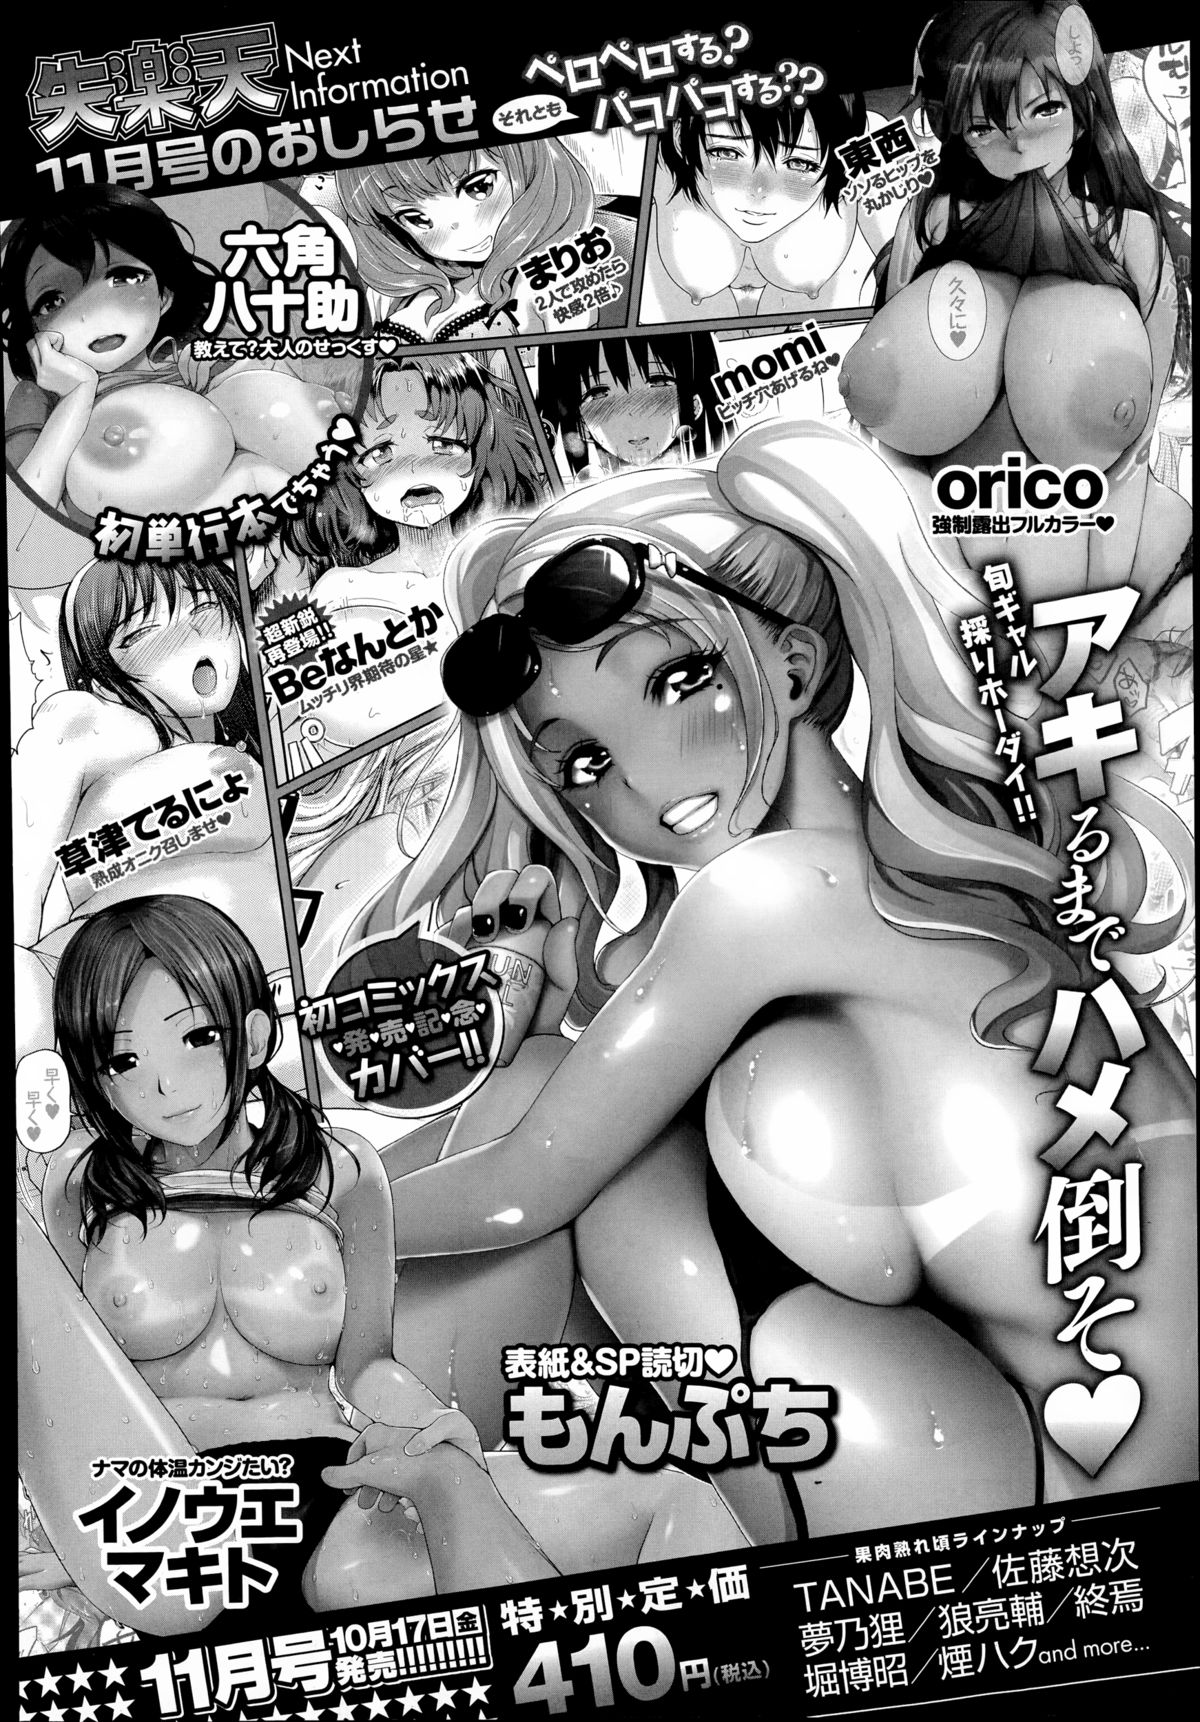 失楽天
Next
Information
11月号のおしらせ
ペロペロする?
それとも
パコパコする??
しよっ
東西
ソソるヒップを
丸かじり♥
久々に♥
六角
八十助
教えて?大人のせっくす♥
まりお
2人で攻めたら
快感2倍♪
momi
ビッチ穴あげるね♥
orico
強制露出フルカラー♥
初単行本でちゃう♥
超新鋭
再登場!!
Beなんとか
ムッチリ界期待の星★
旬ギャル
採りホーダイ!!
アキるまでハメ倒そ♥
草津てるにょ
熟成オニク召しませ♥
初コミックス
♥発♥売♥記♥念♥
カバー!!
早く♥
早く♥
表紙&SP読切♥
もんぷち
ナマの体温カンジたい?
イノウエ
マキト
果肉熟れ頃ラインナップ
TANABE/佐藤想次
夢乃狸/狼亮輔/終焉
堀博昭/煙ハクand more...
特★別★定★価
410円(税込)
11月号10月17日㊎
発売!!!!!!!!!!